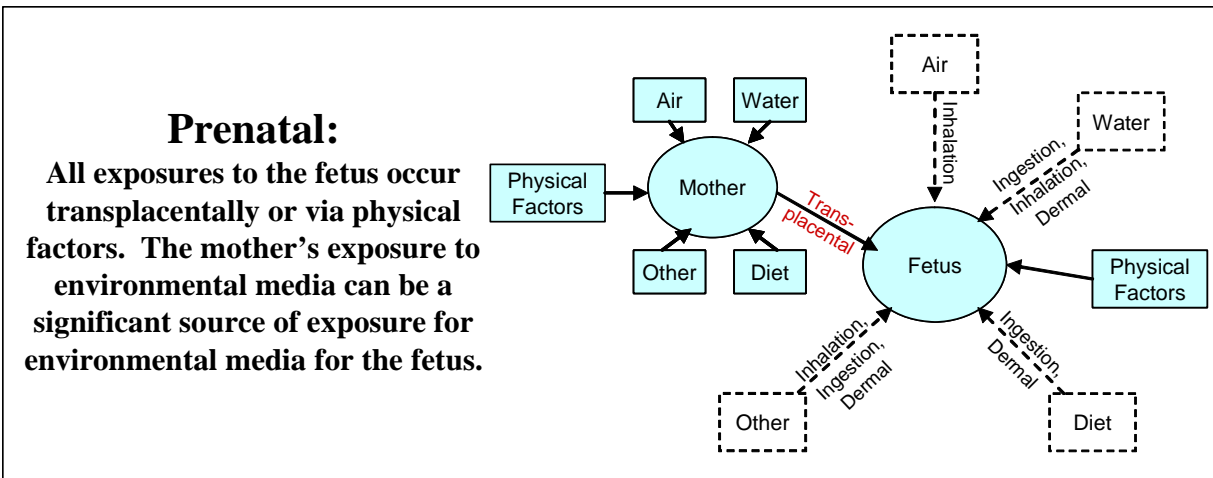 Prenatal:
All exposures to the fetus occur
transplacentally or via physical
factors. The mother's exposure to
environmental media can be a
significant source of exposure for
environmental media for the fetus.
Air
Water
Physical
Factors
Mother
Other
Diet
Trans-
placental
Air
Inhalation
Water
Ingestion,
Inhalation,
Dermal
Fetus
Physical
Factors
Inhalation,
Ingestion,
Dermal
Other
Ingestion,
Dermal
Diet